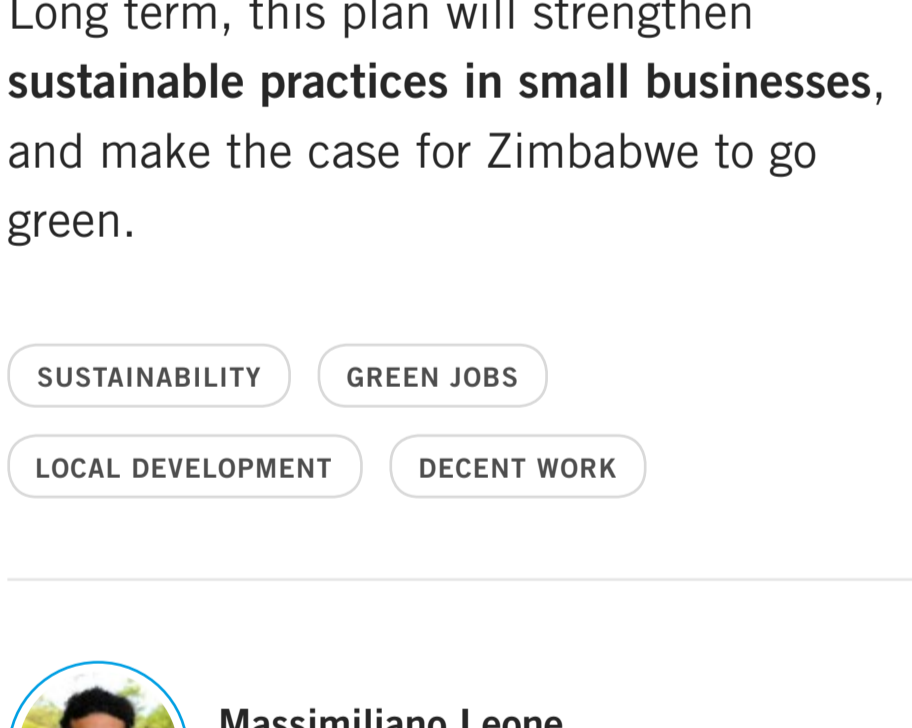 Long term, this plan will strengthen
sustainable practices in small businesses,
and make the case for Zimbabwe to go
green.
SUSTAINABILITY
GREEN JOBS
LOCAL DEVELOPMENT
DECENT WORK
Massimiliano Leone